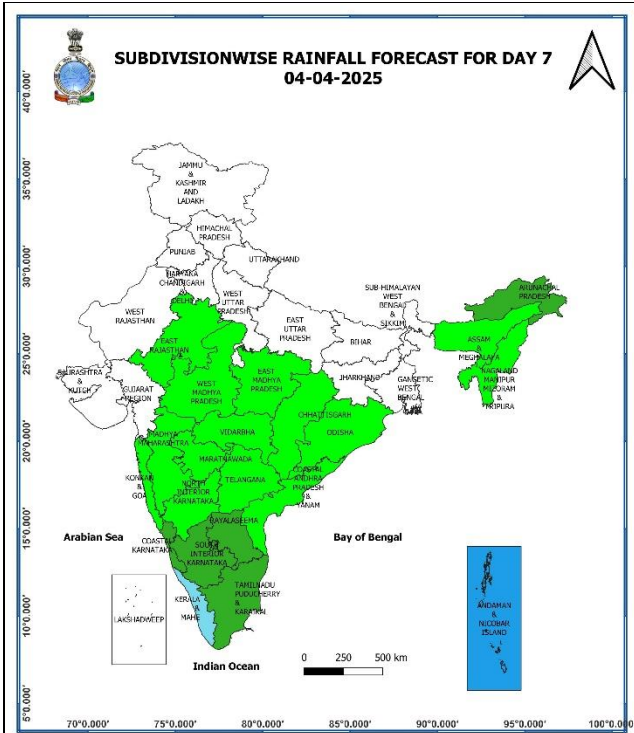 SUBDIVISIONWISE RAINFALL FORECAST FOR DAY 7
04-04-2025
40°0.000'
35°0.000'
30°0.000'
25°0.000'
20°0.000'
15°0.000'
10°0.000'
5°0.000'
JAMMU
&
KASHMIR
AND
LADAKH
HIMACHAL
PRADESH
PUNJAB
UTTARAKHAND
HARYANA
CHANDIGARH
&
DELHI
WEST
UTTAR
PRADESH
WEST
RAJASTHAN
EAST
UTTAR
PRADESH
SUB-HIMALAYAN
WEST
BENGAL
&
SIKKIM
ARUNACHAL
PRADESH
ASSAM
&
MEGHALAYA
NAGALAND
MANIPUR
MIZORAM
&
TRIPURA
EAST
RAJASTHAN
BIHAR
SAURASHTRA
&
KUTCH
GUJARAT
REGION
WEST
MADHYA
PRADESH
EAST
MADHYA
PRADESH
JHARKHAND
GANGETIC
WEST
BENGAL
CHHATTISGARH
ODISHA
VIDARBHA
MADHYA
MAHARASHTRA
MARATHWADA
KONKAN
&
GOA
NORTH
INTERIOR
KARNATAKA
TELANGANA
COASTAL
ANDHRA
PRADESH
&
YANAM
RAYALASEEMA
Arabian Sea
COASTAL
KARNATAKA
SOUTH
INTERIOR
KARNATAKA
Bay of Bengal
TAMILNADU
PUDUCHERRY
&
KARAIKAL
KERALA
&
MAHE
LAKSHADWEEP
ANDAMAN
&
NICOBAR
ISLAND
Indian Ocean
0 250 500 km
70°0.000' 75°0.000' 80°0.000' 85°0.000' 90°0.000' 95°0.000' 100°0.000'